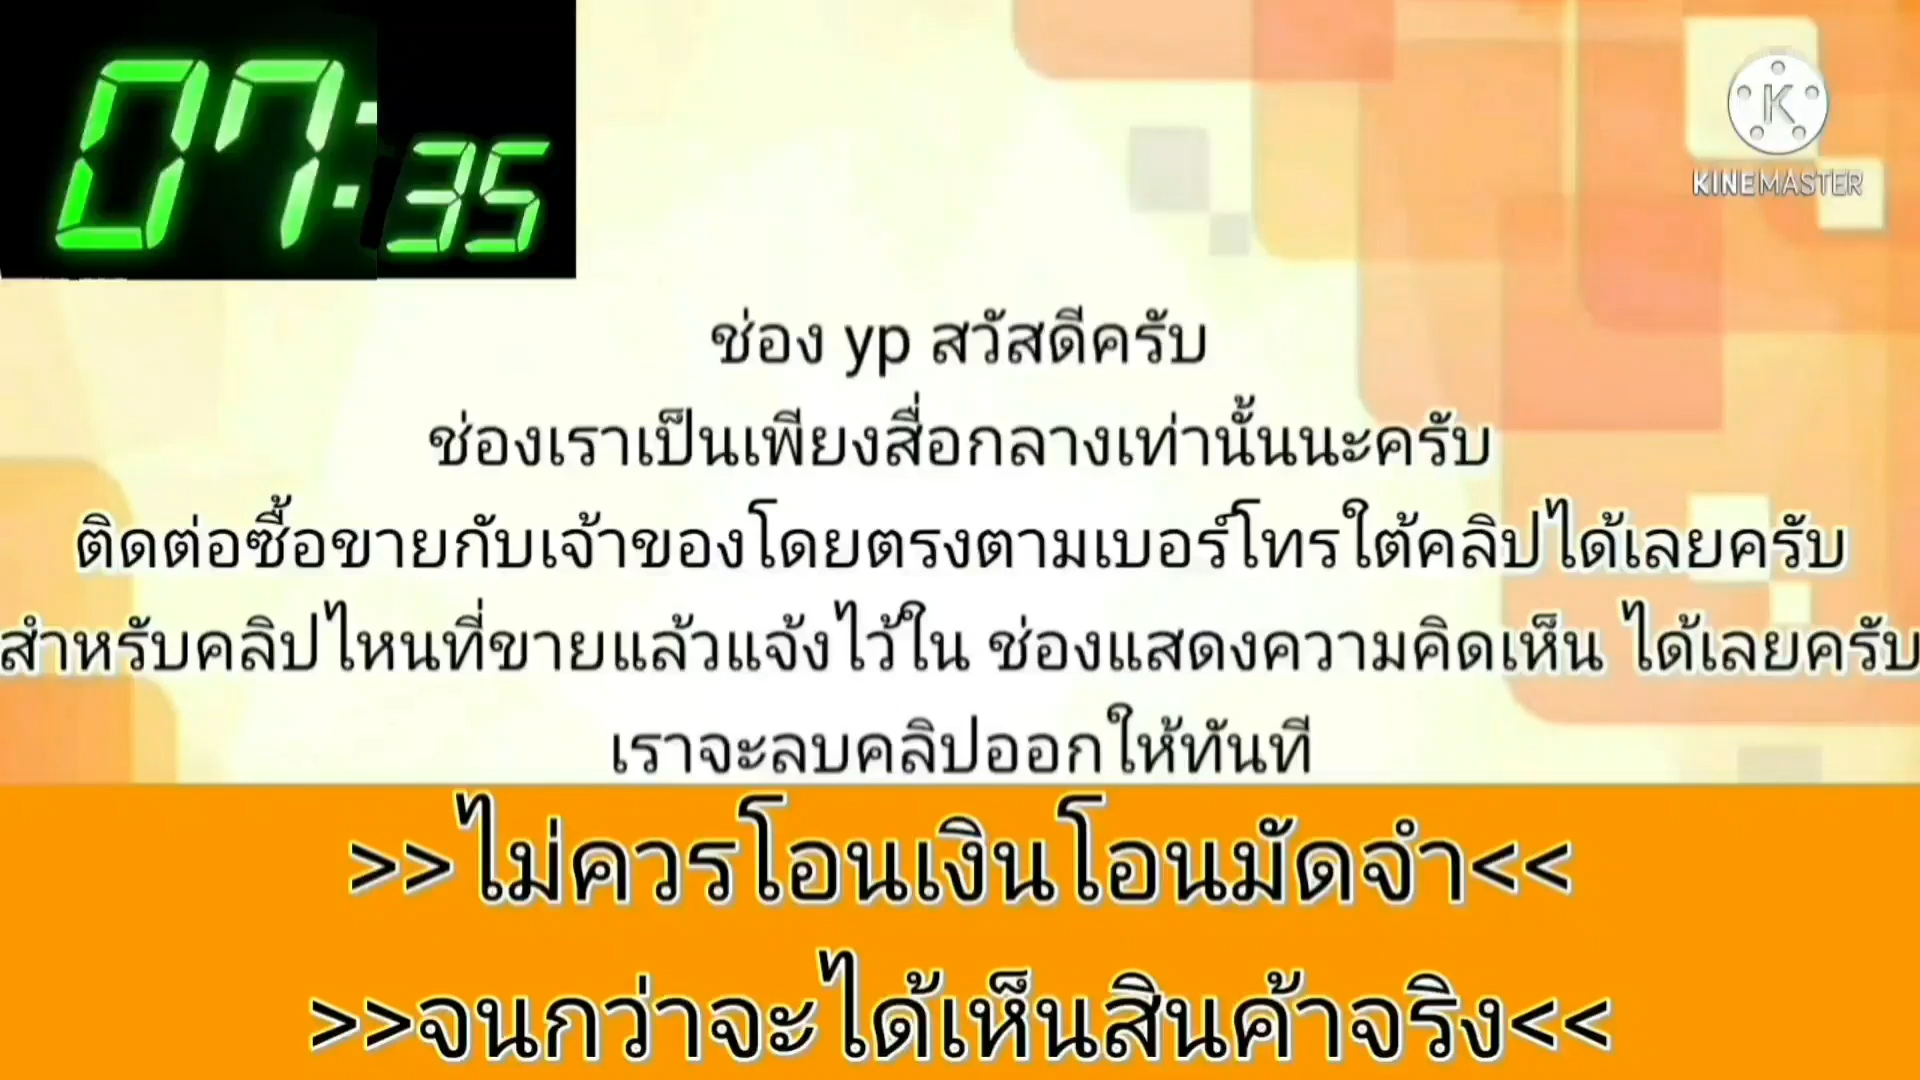 07:35
KINEMASTER
ช่อง yp สวัสดีครับ
ช่องเราเป็นเพียงสื่อกลางเท่านั้นนะครับ
ติดต่อซื้อขายกับเจ้าของโดยตรงตามเบอร์โทรใต้คลิปได้เลยครับ
สำหรับคลิปไหนที่ขายแล้วแจ้งไว้ใน ช่องแสดงความคิดเห็น ได้เลยครับ
เราจะลบคลิปออกให้ทันที
>>ไม่ควรโอนเงินโอนมัดจำ<<
>>จนกว่าจะได้เห็นสินค้าจริง<<